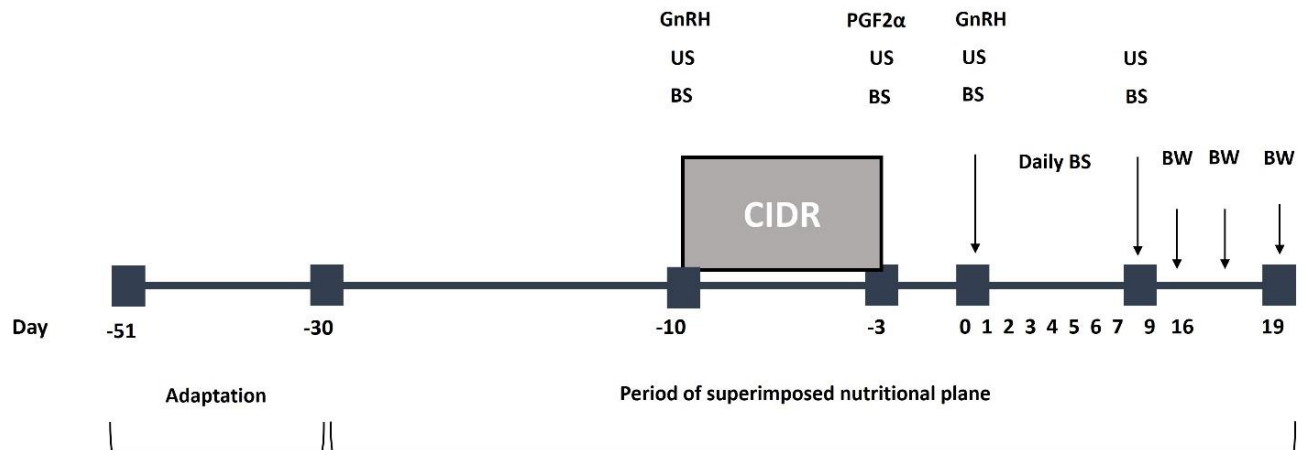 GnRH PGF2α GnRH
US US US US
BS BS BS BS
Daily BS BW BW BW
CIDR
Day -51 -30 -10 -3 0 1 2 3 4 5 6 7 9 16 19
Adaptation Period of superimposed nutritional plane